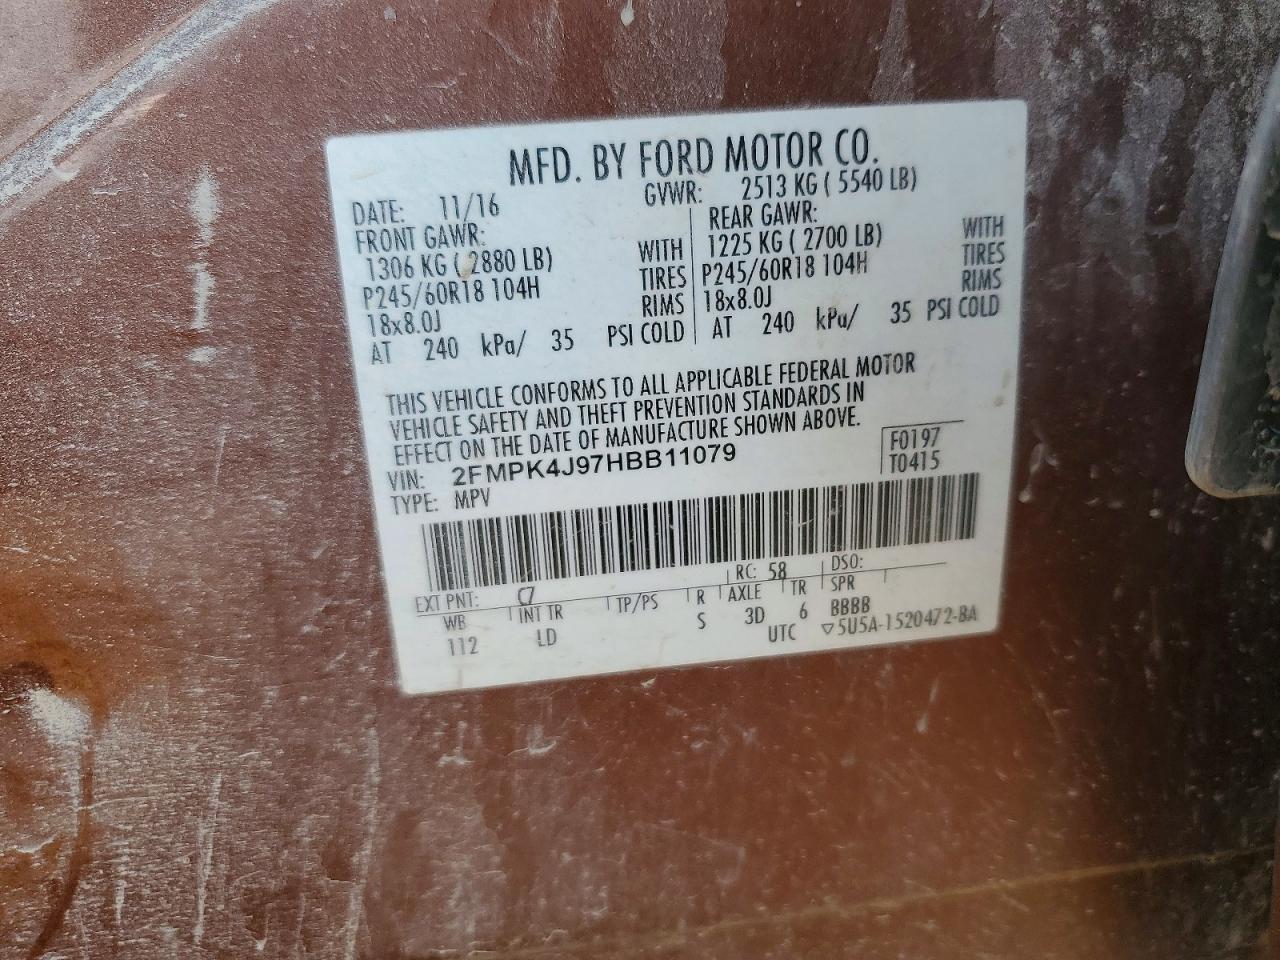 MFD. BY FORD MOTOR CO.
DATE: 11/16 GVWR: 2513 KG ( 5540 LB)
FRONT GAWR: REAR GAWR:
1306 KG ( 2880 LB) WITH 1225 KG ( 2700 LB) WITH
P245/60R18 104H TIRES P245/60R18 104H TIRES
18x8.0J RIMS 18x8.0J RIMS
AT 240 kPa/ 35 PSI COLD AT 240 kPa/ 35 PSI COLD
THIS VEHICLE CONFORMS TO ALL APPLICABLE FEDERAL MOTOR
VEHICLE SAFETY AND THEFT PREVENTION STANDARDS IN
EFFECT ON THE DATE OF MANUFACTURE SHOWN ABOVE.
VIN: 2FMPK4J97HBB11079 F0197
TYPE: MPV T0415
EXT PNT: C7 RC: 58 DSO:
WB INT TR TP/PS R AXLE TR SPR
112 LD S 3D 6 BBBB
UTC ▽5U5A-1520472-BA